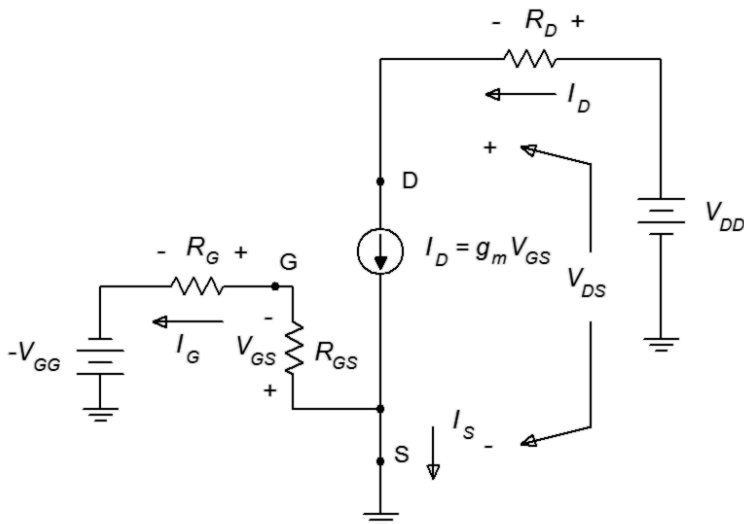 - R_D +
I_D
+
D
V_DD
I_D = g_m V_GS
V_DS
- R_G +
G
-
-V_GG
I_G
V_GS
R_GS
+
I_S
-
S